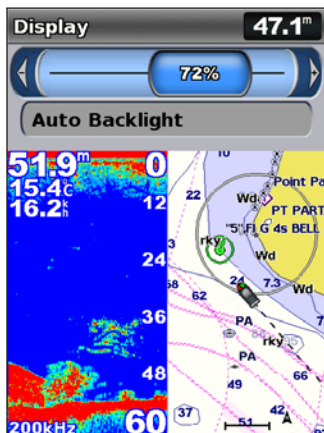 Display 47.1m
72%
Auto Backlight
51.9m 0
15.4c
16.2kh
12
24
36
48
60
200kHz
10
Point Pa
22
Wd
PT PART
"5" Fl G 4s BELL
rky
Wd
24
7.3
Wd
58
62
PA
rky
PA
66
49
37
42
51